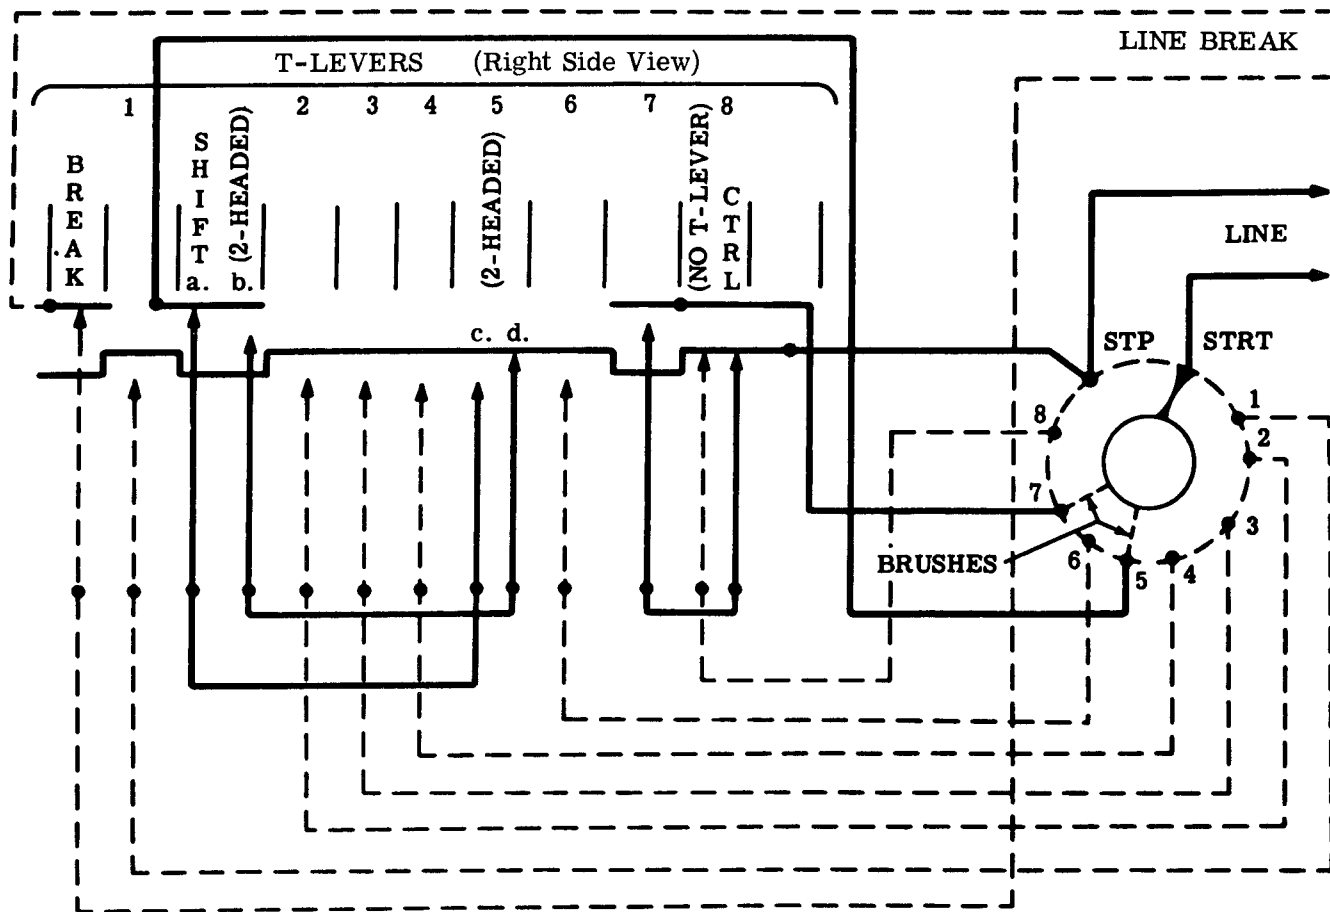 LINE BREAK
T-LEVERS (Right Side View)
1 2 3 4 5 6 7 8
BREAK
SHIFT
(2-HEADED)
(2-HEADED)
(NO T-LEVER)
CTRL
a. b.
c. d.
LINE
STP STRT
1
2
3
4
5
6
7
8
BRUSHES